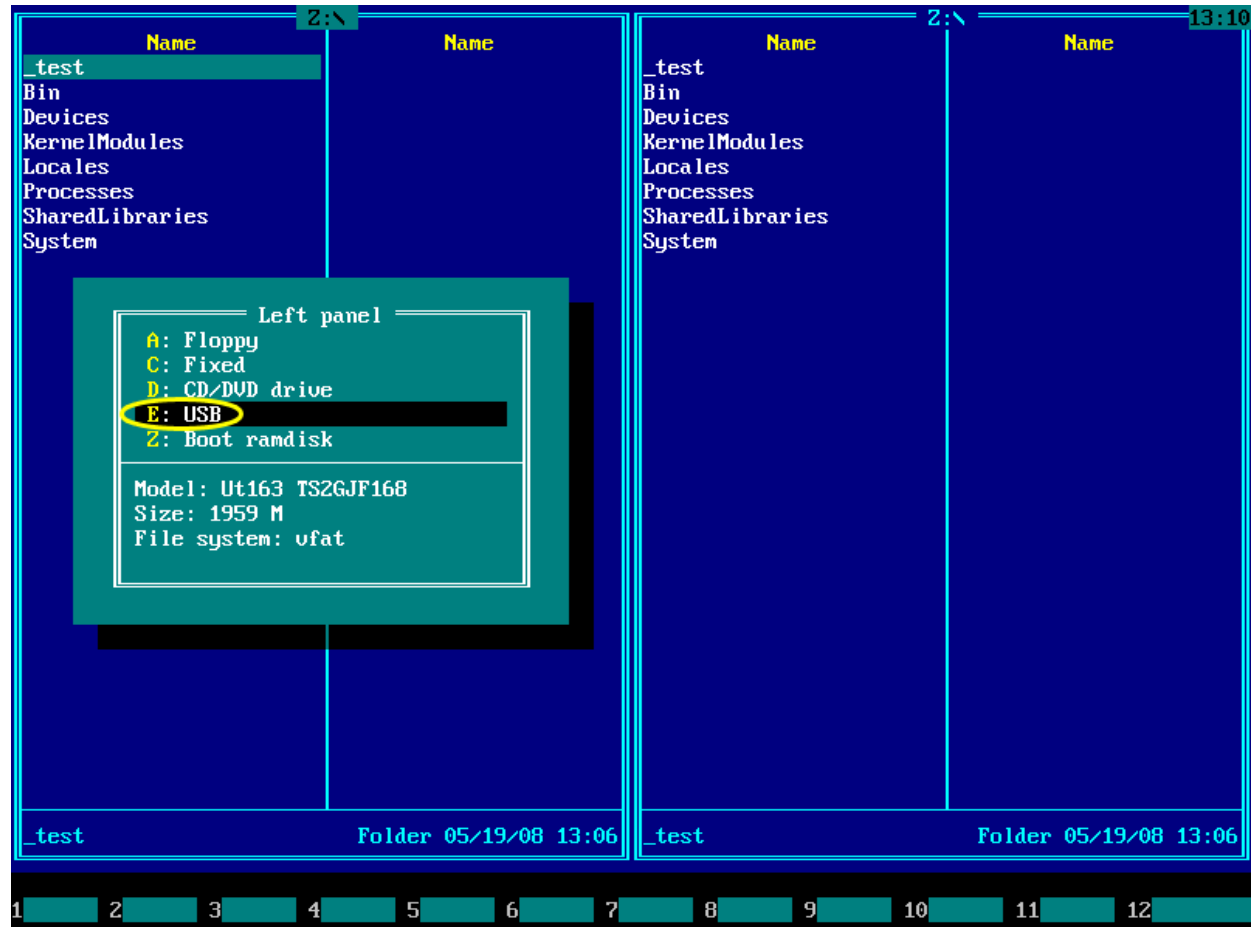 Z:\
Name Name
_test
Bin
Devices
KernelModules
Locales
Processes
SharedLibraries
System
Left panel
A: Floppy
C: Fixed
D: CD/DVD drive
E: USB
Z: Boot ramdisk
Model: Ut163 TS2GJF168
Size: 1959 M
File system: vfat
_test Folder 05/19/08 13:06
Z:\ 13:10
Name Name
_test
Bin
Devices
KernelModules
Locales
Processes
SharedLibraries
System
_test Folder 05/19/08 13:06
1 2 3 4 5 6 7 8 9 10 11 12